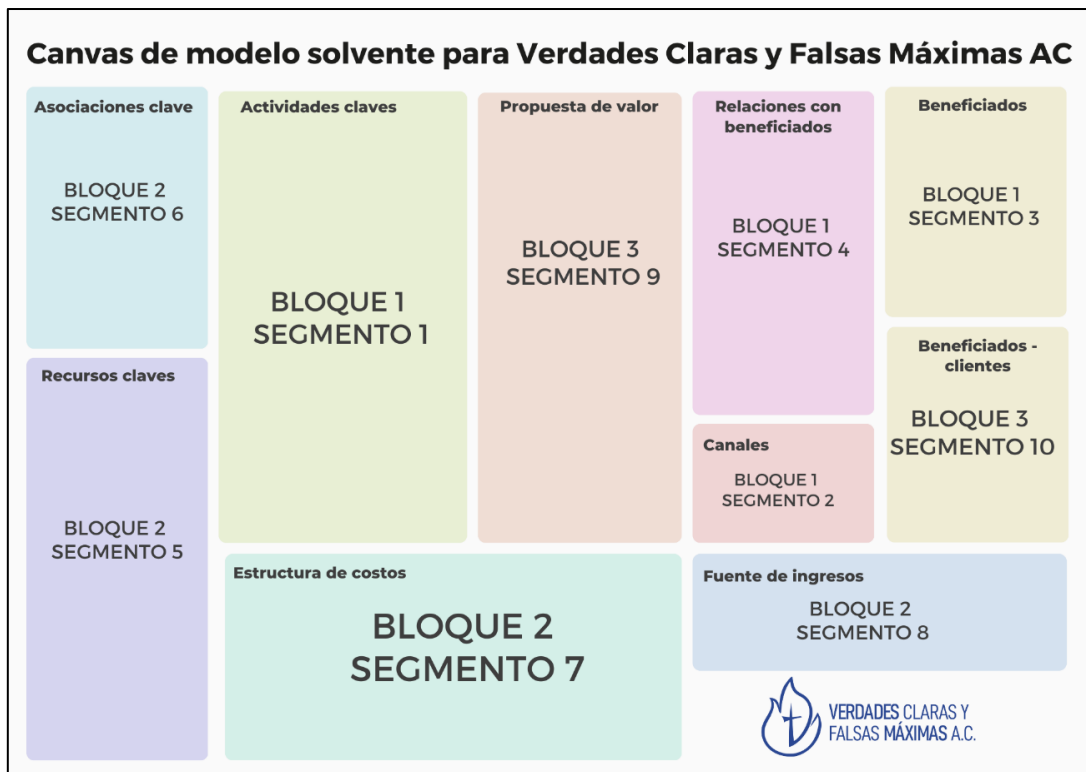 Canvas de modelo solvente para Verdades Claras y Falsas Máximas AC
Asociaciones clave
BLOQUE 2
SEGMENTO 6
Recursos claves
BLOQUE 2
SEGMENTO 5
Actividades claves
BLOQUE 1
SEGMENTO 1
Propuesta de valor
BLOQUE 3
SEGMENTO 9
Relaciones con
beneficiados
BLOQUE 1
SEGMENTO 4
Canales
BLOQUE 1
SEGMENTO 2
Beneficiados
BLOQUE 1
SEGMENTO 3
Beneficiados -
clientes
BLOQUE 3
SEGMENTO 10
Estructura de costos
BLOQUE 2
SEGMENTO 7
Fuente de ingresos
BLOQUE 2
SEGMENTO 8
VERDADES CLARAS Y
FALSAS MÁXIMAS A.C.